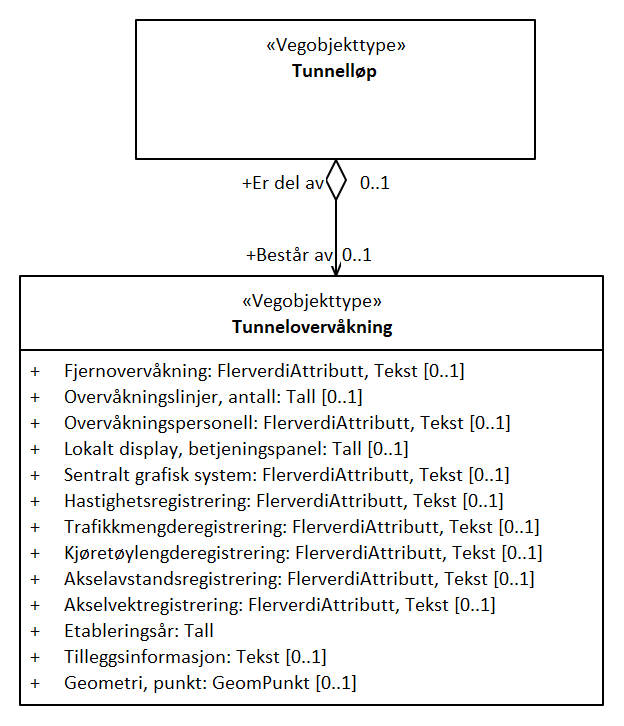 «Vegobjekttype»
Tunnelløp
+Er del av 0..1
+Består av 0..1
«Vegobjekttype»
Tunnelovervåkning
+ Fjernovervåkning: FlerverdiAttributt, Tekst [0..1]
+ Overvåkningslinjer, antall: Tall [0..1]
+ Overvåkningspersonell: FlerverdiAttributt, Tekst [0..1]
+ Lokalt display, betjeningspanel: Tall [0..1]
+ Sentralt grafisk system: FlerverdiAttributt, Tekst [0..1]
+ Hastighetsregistrering: FlerverdiAttributt, Tekst [0..1]
+ Trafikkmengderegistrering: FlerverdiAttributt, Tekst [0..1]
+ Kjøretøylengderegistrering: FlerverdiAttributt, Tekst [0..1]
+ Akselavstandsregistrering: FlerverdiAttributt, Tekst [0..1]
+ Akselvektregistrering: FlerverdiAttributt, Tekst [0..1]
+ Etableringsår: Tall
+ Tilleggsinformasjon: Tekst [0..1]
+ Geometri, punkt: GeomPunkt [0..1]